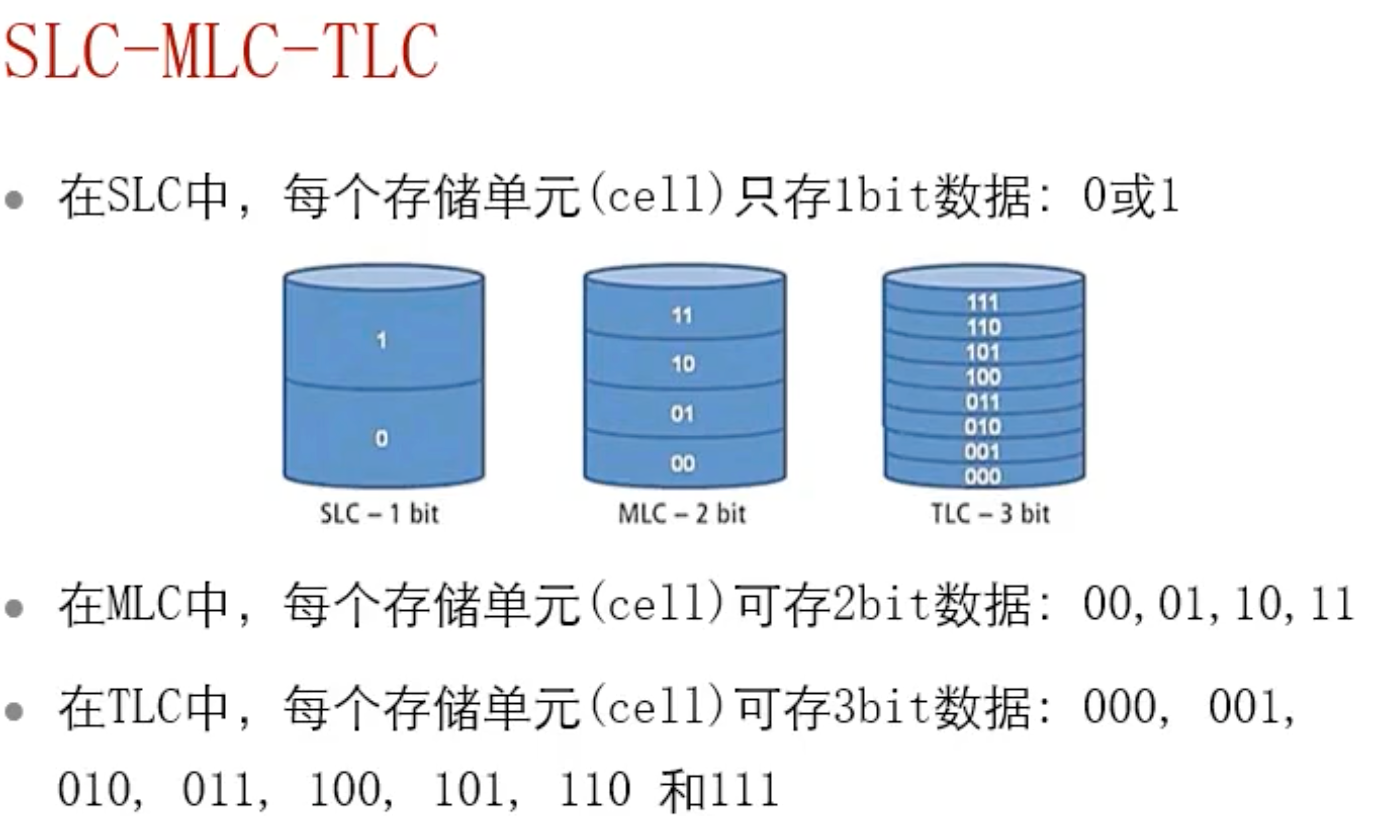 SLC-MLC-TLC
在SLC中，每个存储单元(cell)只存1bit数据：0或1
1
0
SLC – 1 bit
11
10
01
00
MLC – 2 bit
111
110
101
100
011
010
001
000
TLC – 3 bit
在MLC中，每个存储单元(cell)可存2bit数据：00,01,10,11
在TLC中，每个存储单元(cell)可存3bit数据：000, 001,
010, 011, 100, 101, 110 和111